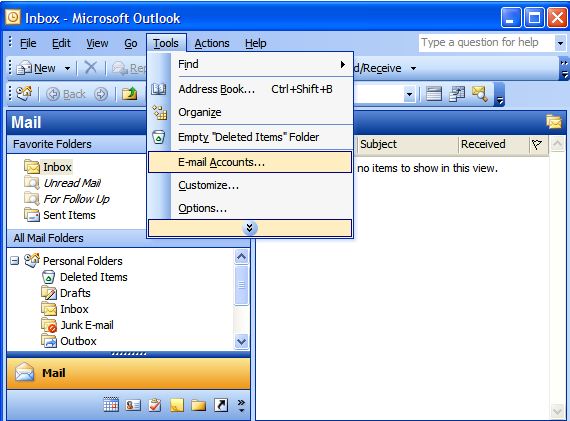 Inbox - Microsoft Outlook
File Edit View Go Tools Actions Help
Type a question for help
New
Find
d/Receive
Address Book... Ctrl+Shift+B
Back
Organize
Empty "Deleted Items" Folder
E-mail Accounts...
Customize...
Options...
Mail
Favorite Folders
Inbox
Unread Mail
For Follow Up
Sent Items
All Mail Folders
Personal Folders
Deleted Items
Drafts
Inbox
Junk E-mail
Outbox
Mail
Subject Received
no items to show in this view.